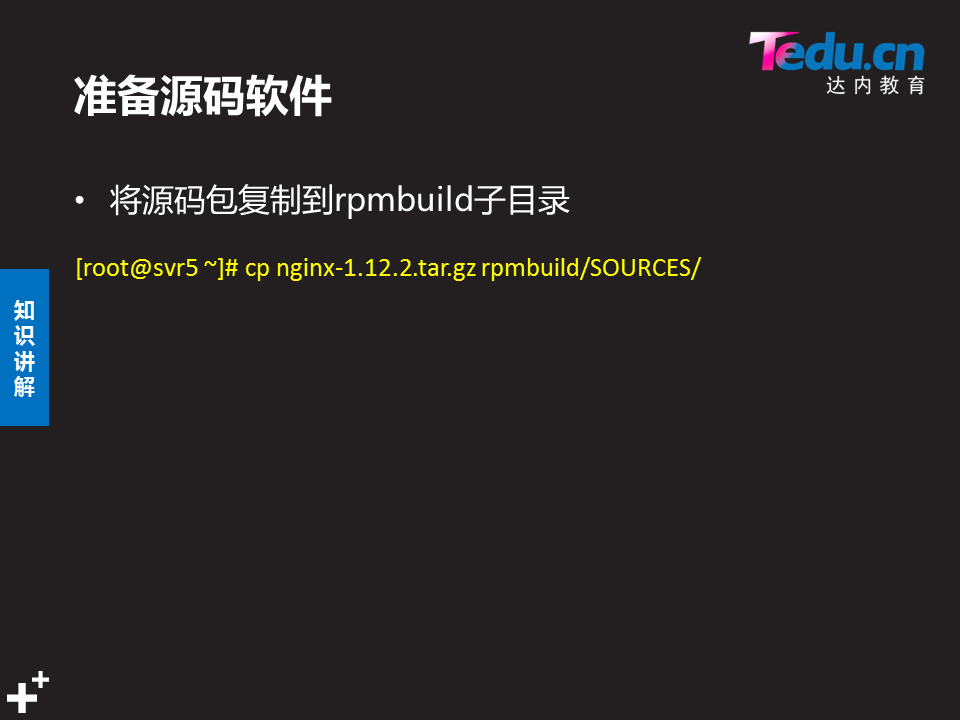 Tedu.cn
达内教育
准备源码软件
• 将源码包复制到rpmbuild子目录
[root@svr5 ~]# cp nginx-1.12.2.tar.gz rpmbuild/SOURCES/
知
识
讲
解